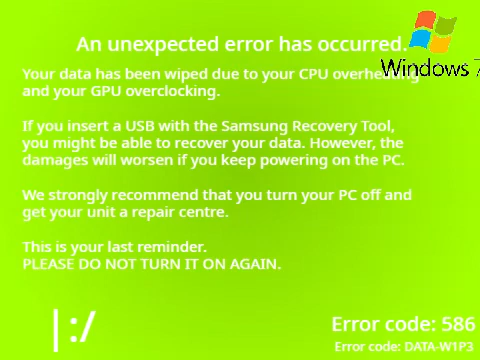 An unexpected error has occurred.
Windows 7
Your data has been wiped due to your CPU overheating
and your GPU overclocking.
If you insert a USB with the Samsung Recovery Tool,
you might be able to recover your data. However, the
damages will worsen if you keep powering on the PC.
We strongly recommend that you turn your PC off and
get your unit a repair centre.
This is your last reminder.
PLEASE DO NOT TURN IT ON AGAIN.
|:/
Error code: 586
Error code: DATA-W1P3